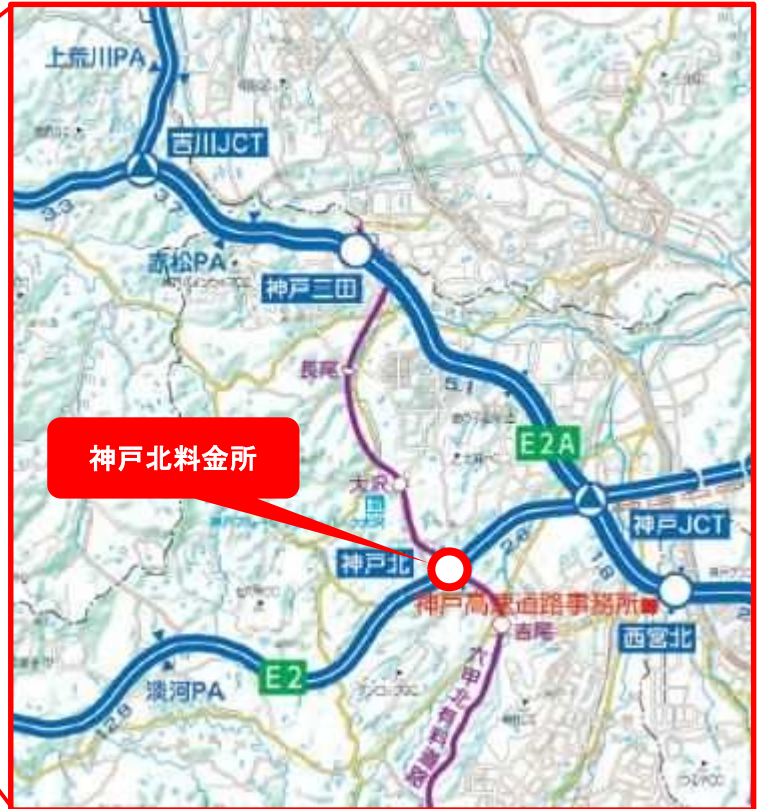 上荒川PA
吉川JCT
3.3
3.7
赤松PA
神戸三田
長尾
5.1
E2A
神戸北料金所
大沢
神戸JCT
神戸北
2.6
1.8
神戸高速道路事務所
吉尾
西宮北
E2
淡河PA
12.8
六甲北有料道路